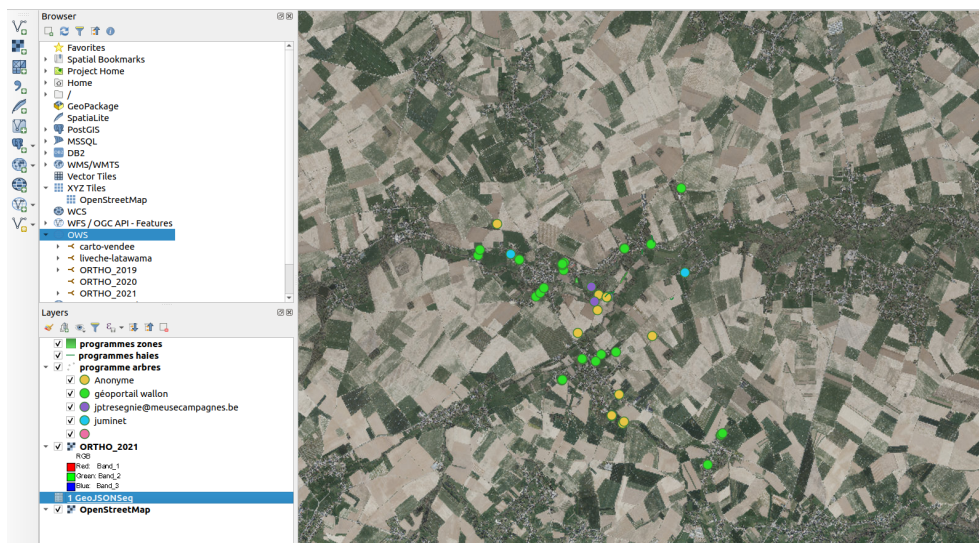 Browser
Favorites
Spatial Bookmarks
Project Home
Home
/
GeoPackage
SpatiaLite
PostGIS
MSSQL
DB2
WMS/WMTS
Vector Tiles
XYZ Tiles
OpenStreetMap
WCS
WFS / OGC API - Features
OWS
carto-vendee
liveche-latawama
ORTHO_2019
ORTHO_2020
ORTHO_2021
Layers
programmes zones
programmes haies
programme arbres
Anonyme
géoportail wallon
jptresegnie@meusecampagnes.be
juminet
ORTHO_2021
RGB
Red: Band_1
Green: Band_2
Blue: Band_3
1 GeoJSONSeq
OpenStreetMap